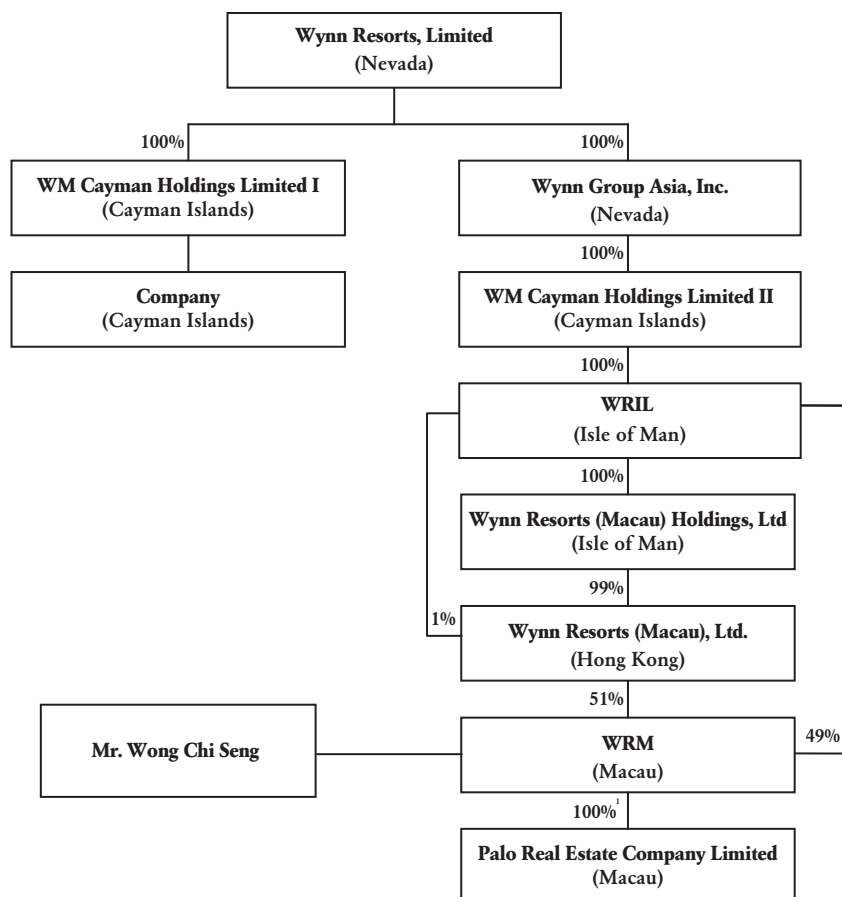 Wynn Resorts, Limited
(Nevada)
100%
100%
WM Cayman Holdings Limited I
(Cayman Islands)
Wynn Group Asia, Inc.
(Nevada)
100%
Company
(Cayman Islands)
WM Cayman Holdings Limited II
(Cayman Islands)
100%
WRIL
(Isle of Man)
100%
Wynn Resorts (Macau) Holdings, Ltd
(Isle of Man)
99%
1%
Wynn Resorts (Macau), Ltd.
(Hong Kong)
51%
Mr. Wong Chi Seng
WRM
(Macau)
49%
100%¹
Palo Real Estate Company Limited
(Macau)